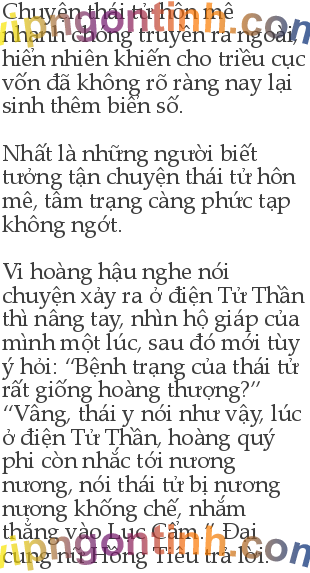 Chuyện thái tử hôn mê
nhanh chóng truyền ra ngoài,
hiển nhiên khiến cho triều cục
vốn đã không rõ ràng nay lại
sinh thêm biến số.
Nhất là những người biết
tưởng tận chuyện thái tử hôn
mê, tâm trạng càng phức tạp
không ngớt.
Vi hoàng hậu nghe nói
chuyện xảy ra ở điện Tử Thần
thì nâng tay, nhìn hộ giáp của
mình một lúc, sau đó mới tùy
ý hỏi: “Bệnh trạng của thái tử
rất giống hoàng thượng?”
“Vâng, thái y nói như vậy, lúc
ở điện Tử Thần, hoàng quý
phi còn nhắc tới nương
nương, nói thái tử bị nương
nương khống chế, nhắm
thẳng vào Lục Cẩm.” Đại
cung nữ Hồng Tiêu trả lời.
vipngontinh.com
vipngontinh.com